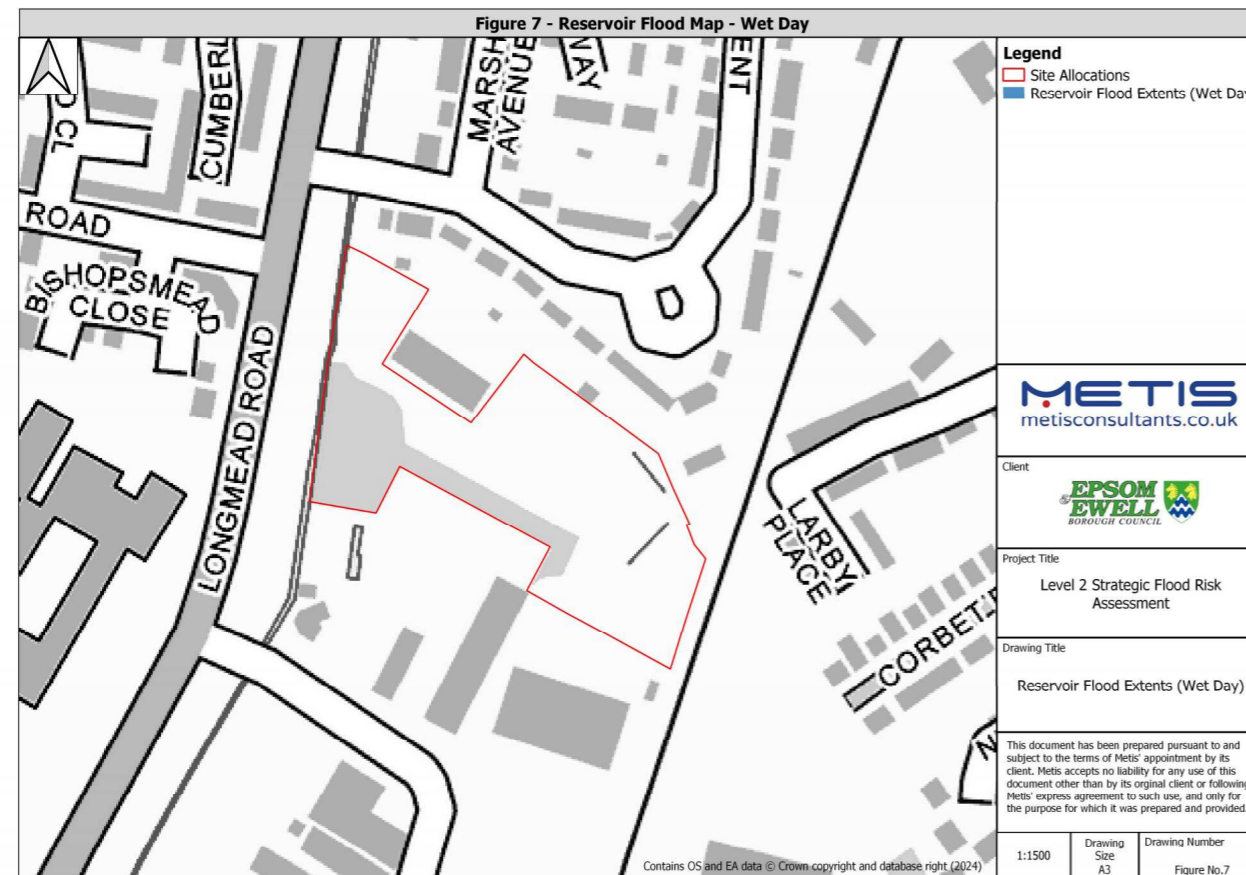 Figure 7 - Reservoir Flood Map - Wet Day
CUMBERL
D CL
MARSH
AVENUE
WAY
ENT
ROAD
BISHOPSMEAD
CLOSE
LONGMEAD ROAD
LARBY
PLACE
CORBET
N
Contains OS and EA data © Crown copyright and database right (2024)
Legend
Site Allocations
Reservoir Flood Extents (Wet Day
METIS
metisconsultants.co.uk
Client
EPSOM
& EWELL
BOROUGH COUNCIL
Project Title
Level 2 Strategic Flood Risk
Assessment
Drawing Title
Reservoir Flood Extents (Wet Day)
This document has been prepared pursuant to and
subject to the terms of Metis' appointment by its
client. Metis accepts no liability for any use of this
document other than by its orginal client or following
Metis' express agreement to such use, and only for
the purpose for which it was prepared and provided.
1:1500
Drawing
Size
A3
Drawing Number
Figure No.7